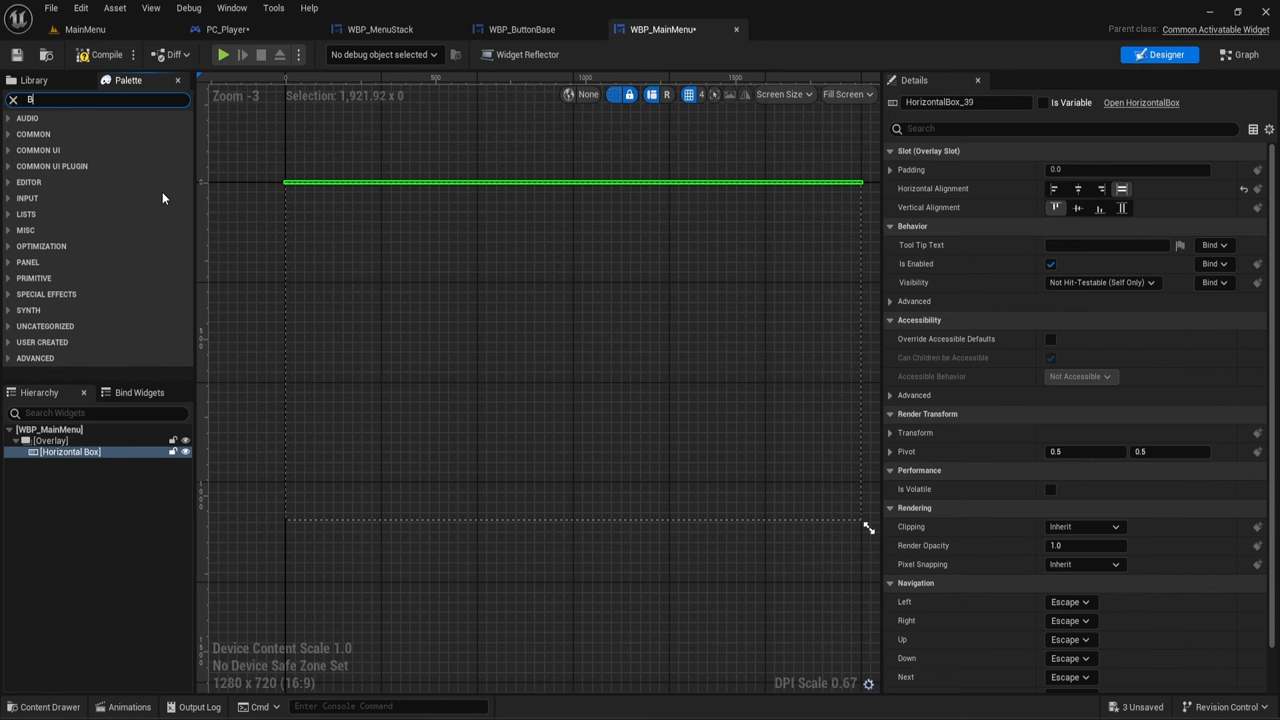 File Edit Asset View Debug Window Tools Help
MainMenu PC_Player* WBP_MenuStack WBP_ButtonBase WBP_MainMenu* Parent class: Common Activatable Widget
Compile Diff No debug object selected Widget Reflector Designer Graph
Library Palette
B
AUDIO
COMMON
COMMON UI
COMMON UI PLUGIN
EDITOR
INPUT
LISTS
MISC
OPTIMIZATION
PANEL
PRIMITIVE
SPECIAL EFFECTS
SYNTH
UNCATEGORIZED
USER CREATED
ADVANCED
Hierarchy Bind Widgets
Search Widgets
[WBP_MainMenu]
[Overlay]
[Horizontal Box]
0 500 1000 1500
Zoom -3 Selection: 1,921.92 x 0 None R 4 Screen Size Fill Screen
Device Content Scale 1.0
No Device Safe Zone Set
1280 x 720 (16:9) DPI Scale 0.67
Details
HorizontalBox_39 Is Variable Open HorizontalBox
Search
Slot (Overlay Slot)
Padding 0.0
Horizontal Alignment
Vertical Alignment
Behavior
Tool Tip Text Bind
Is Enabled Bind
Visibility Not Hit-Testable (Self Only) Bind
Advanced
Accessibility
Override Accessible Defaults
Can Children be Accessible
Accessible Behavior Not Accessible
Advanced
Render Transform
Transform
Pivot 0.5 0.5
Performance
Is Volatile
Rendering
Clipping Inherit
Render Opacity 1.0
Pixel Snapping Inherit
Navigation
Left Escape
Right Escape
Up Escape
Down Escape
Next Escape
Content Drawer Animations Output Log Cmd Enter Console Command 3 Unsaved Revision Control